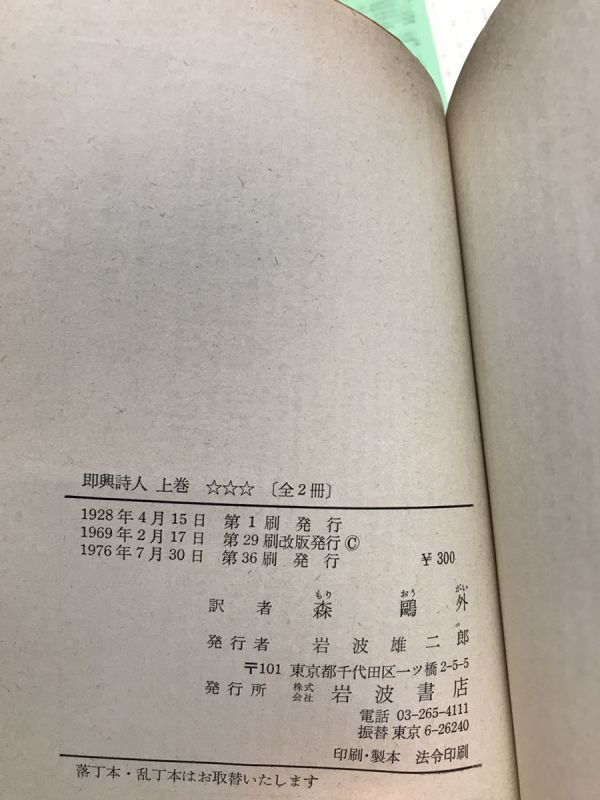 即興詩人 上巻 ☆☆☆ 〔全2冊〕
1928年4月15日 第1刷発行
1969年2月17日 第29刷改版発行©
1976年7月30日 第36刷発行 ¥300
訳者 森鷗外
もり おう がい
発行者 岩波雄二郎
〒101 東京都千代田区一ツ橋2-5-5
発行所 株式会社 岩波書店
電話 03-265-4111
振替 東京 6-26240
印刷・製本 法令印刷
落丁本・乱丁本はお取替いたします